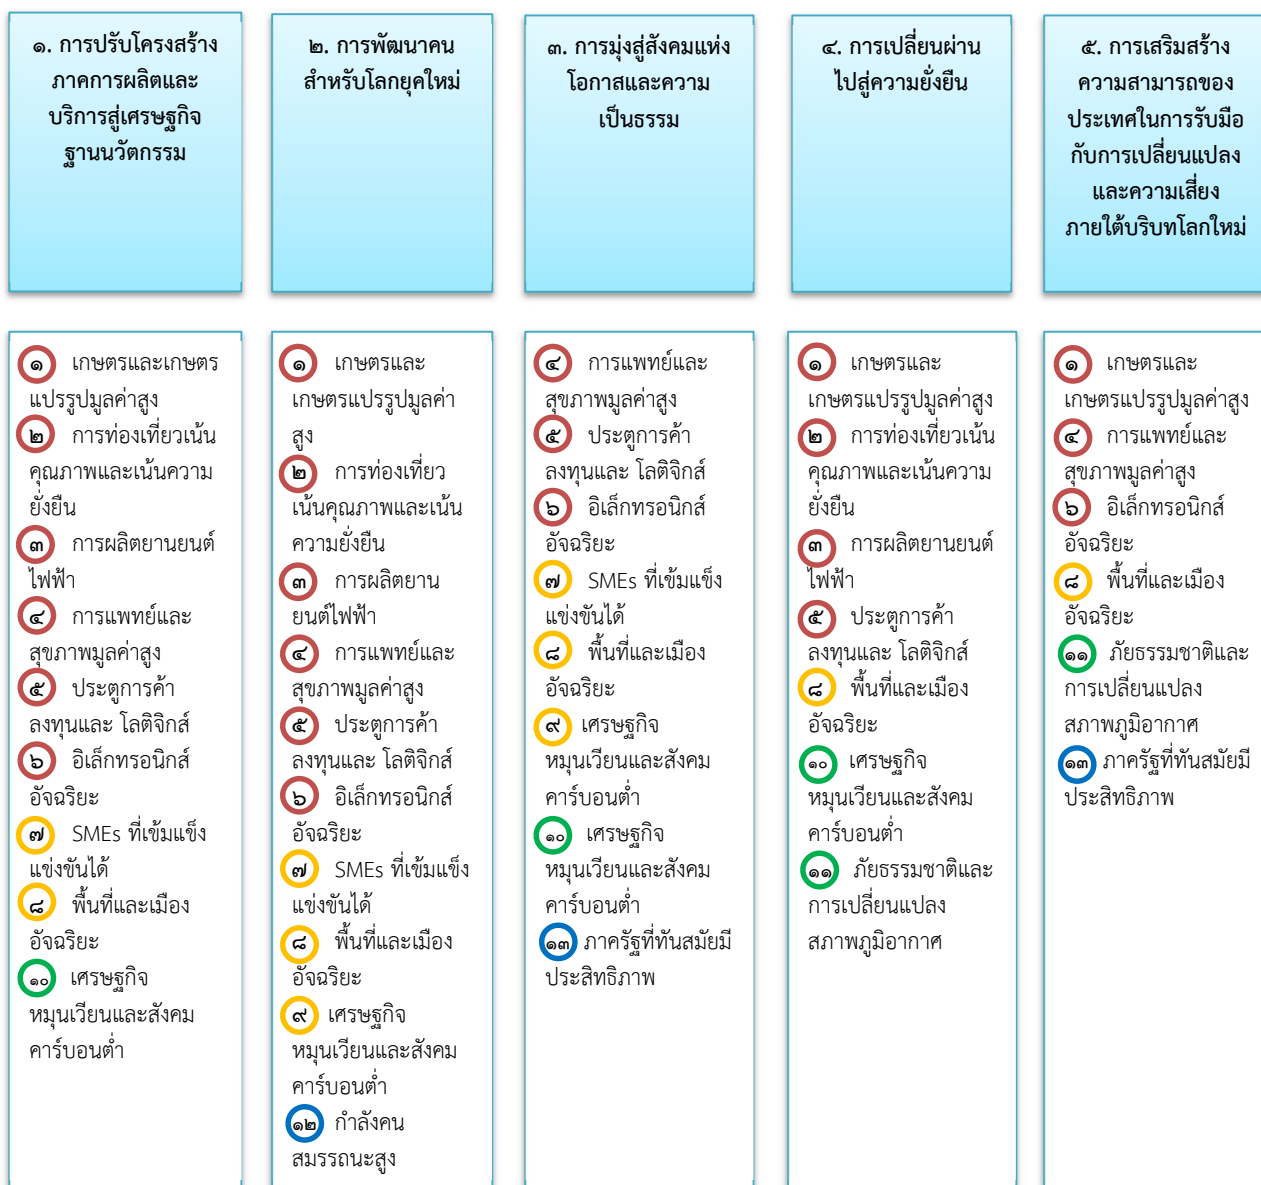 ๑. การปรับโครงสร้าง
ภาคการผลิตและ
บริการสู่เศรษฐกิจ
ฐานนวัตกรรม
๒. การพัฒนาคน
สำหรับโลกยุคใหม่
๓. การมุ่งสู่สังคมแห่ง
โอกาสและความ
เป็นธรรม
๔. การเปลี่ยนผ่าน
ไปสู่ความยั่งยืน
๕. การเสริมสร้าง
ความสามารถของ
ประเทศในการรับมือ
กับการเปลี่ยนแปลง
และความเสี่ยง
ภายใต้บริบทโลกใหม่
๑ เกษตรและเกษตร
แปรรูปมูลค่าสูง
๒ การท่องเที่ยวเน้น
คุณภาพและเน้นความ
ยั่งยืน
๓ การผลิตยานยนต์
ไฟฟ้า
๔ การแพทย์และ
สุขภาพมูลค่าสูง
๕ ประตูการค้า
ลงทุนและ โลติจิกส์
๖ อิเล็กทรอนิกส์
อัจฉริยะ
๗ SMEs ที่เข้มแข็ง
แข่งขันได้
๘ พื้นที่และเมือง
อัจฉริยะ
๑๐ เศรษฐกิจ
หมุนเวียนและสังคม
คาร์บอนต่ำ
๑ เกษตรและ
เกษตรแปรรูปมูลค่า
สูง
๒ การท่องเที่ยว
เน้นคุณภาพและเน้น
ความยั่งยืน
๓ การผลิตยาน
ยนต์ไฟฟ้า
๔ การแพทย์และ
สุขภาพมูลค่าสูง
๕ ประตูการค้า
ลงทุนและ โลติจิกส์
๖ อิเล็กทรอนิกส์
อัจฉริยะ
๗ SMEs ที่เข้มแข็ง
แข่งขันได้
๘ พื้นที่และเมือง
อัจฉริยะ
๙ เศรษฐกิจ
หมุนเวียนและสังคม
คาร์บอนต่ำ
๑๒ กำลังคน
สมรรถนะสูง
๔ การแพทย์และ
สุขภาพมูลค่าสูง
๕ ประตูการค้า
ลงทุนและ โลติจิกส์
๖ อิเล็กทรอนิกส์
อัจฉริยะ
๗ SMEs ที่เข้มแข็ง
แข่งขันได้
๘ พื้นที่และเมือง
อัจฉริยะ
๙ เศรษฐกิจ
หมุนเวียนและสังคม
คาร์บอนต่ำ
๑๐ เศรษฐกิจ
หมุนเวียนและสังคม
คาร์บอนต่ำ
๑๓ ภาครัฐที่ทันสมัยมี
ประสิทธิภาพ
๑ เกษตรและ
เกษตรแปรรูปมูลค่าสูง
๒ การท่องเที่ยวเน้น
คุณภาพและเน้นความ
ยั่งยืน
๓ การผลิตยานยนต์
ไฟฟ้า
๕ ประตูการค้า
ลงทุนและ โลติจิกส์
๘ พื้นที่และเมือง
อัจฉริยะ
๑๐ เศรษฐกิจ
หมุนเวียนและสังคม
คาร์บอนต่ำ
๑๑ ภัยธรรมชาติและ
การเปลี่ยนแปลง
สภาพภูมิอากาศ
๑ เกษตรและ
เกษตรแปรรูปมูลค่าสูง
๔ การแพทย์และ
สุขภาพมูลค่าสูง
๖ อิเล็กทรอนิกส์
อัจฉริยะ
๘ พื้นที่และเมือง
อัจฉริยะ
๑๑ ภัยธรรมชาติและ
การเปลี่ยนแปลง
สภาพภูมิอากาศ
๑๓ ภาครัฐที่ทันสมัยมี
ประสิทธิภาพ